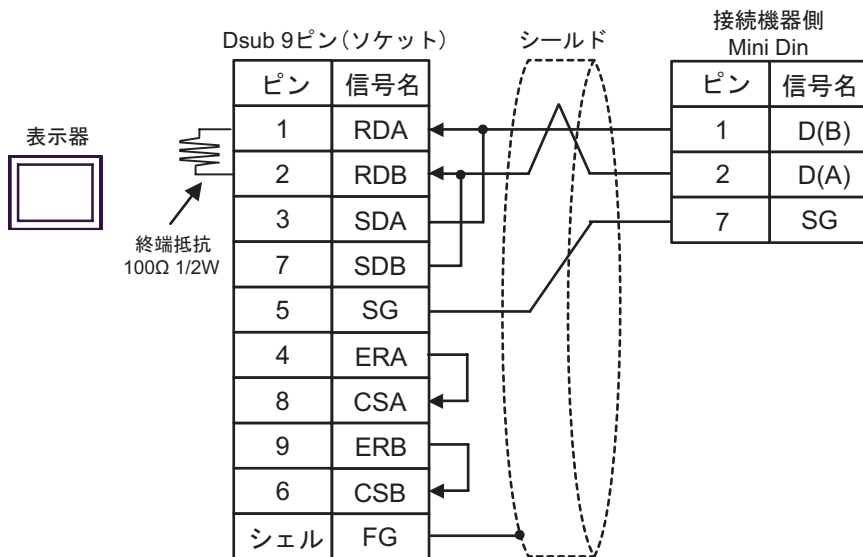 Dsub 9ピン(ソケット)
シールド
接続機器側
Mini Din
表示器
終端抵抗
100Ω 1/2W
ピン 信号名
1 RDA
2 RDB
3 SDA
7 SDB
5 SG
4 ERA
8 CSA
9 ERB
6 CSB
シェル FG
ピン 信号名
1 D(B)
2 D(A)
7 SG